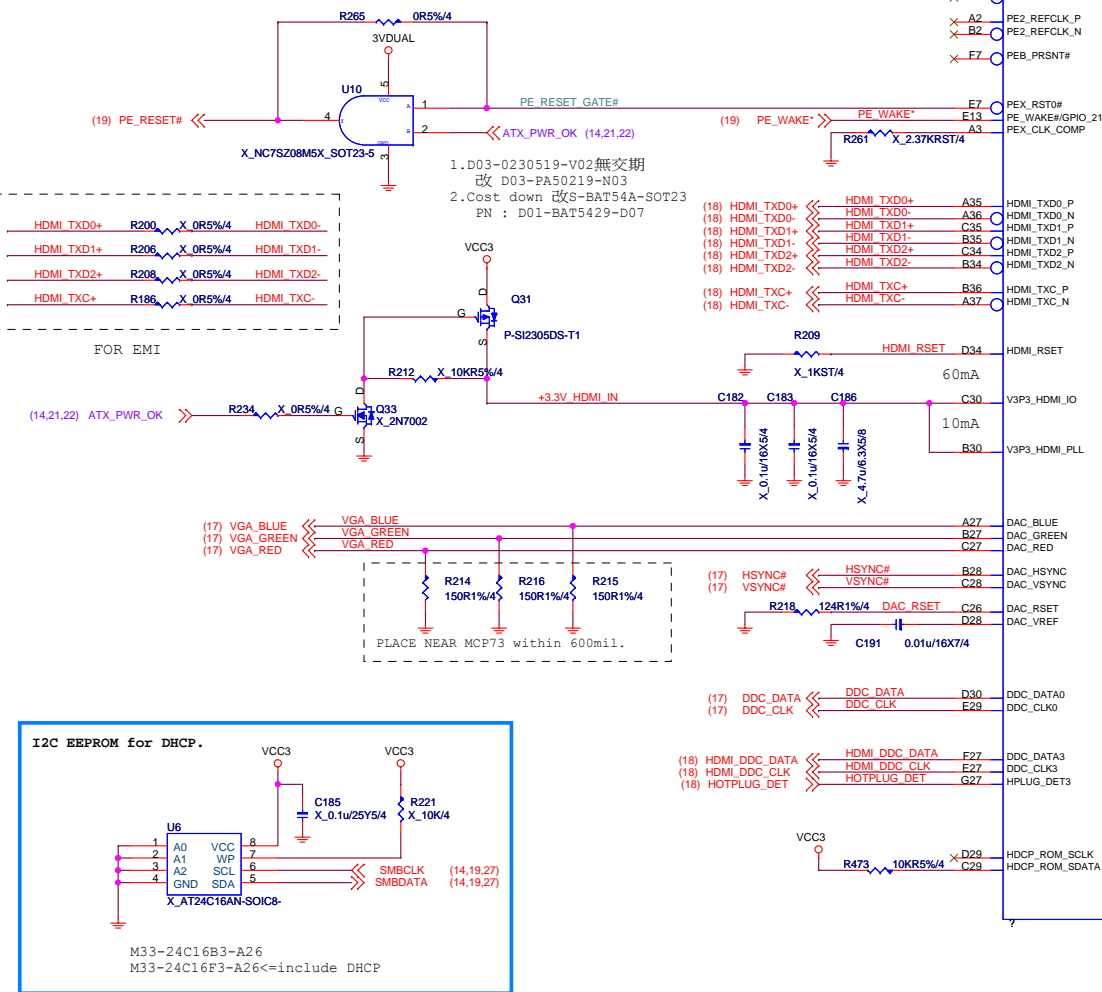 R265 0R5%/4
3VDUAL
U10
5
VCC
A 1
PE_RESET_GATE#
(19) PE_RESET#
4 Y
B 2
ATX_PWR_OK (14,21,22)
GND
3
X_NC7SZ08M5X_SOT23-5
1.D03-0230519-V02無交期
改 D03-PA50219-N03
2.Cost down 改S-BAT54A-SOT23
PN : D01-BAT5429-D07
A2 PE2_REFCLK_P
B2 PE2_REFCLK_N
F7 PEB_PRSNT#
E7 PEX_RST0#
(19) PE_WAKE* PE_WAKE* E13 PE_WAKE#/GPIO_21
R261 X_2.37KRST/4 A3 PEX_CLK_COMP
HDMI_TXD0+ R200 X_0R5%/4 HDMI_TXD0-
HDMI_TXD1+ R206 X_0R5%/4 HDMI_TXD1-
HDMI_TXD2+ R208 X_0R5%/4 HDMI_TXD2-
HDMI_TXC+ R186 X_0R5%/4 HDMI_TXC-
FOR EMI
(18) HDMI_TXD0+ HDMI_TXD0+ A35 HDMI_TXD0_P
(18) HDMI_TXD0- HDMI_TXD0- A36 HDMI_TXD0_N
(18) HDMI_TXD1+ HDMI_TXD1+ C35 HDMI_TXD1_P
(18) HDMI_TXD1- HDMI_TXD1- B35 HDMI_TXD1_N
(18) HDMI_TXD2+ HDMI_TXD2+ C34 HDMI_TXD2_P
(18) HDMI_TXD2- HDMI_TXD2- B34 HDMI_TXD2_N
(18) HDMI_TXC+ HDMI_TXC+ B36 HDMI_TXC_P
(18) HDMI_TXC- HDMI_TXC- A37 HDMI_TXC_N
VCC3
D
Q31
G
P-SI2305DS-T1
S
R212 X_10KR5%/4
D
(14,21,22) ATX_PWR_OK R234 X_0R5%/4 G Q33
X_2N7002
S
R209
HDMI_RSET D34 HDMI_RSET
X_1KST/4
60mA
+3.3V_HDMI_IO C182 C183 C186 C30 V3P3_HDMI_IO
+3.3V_HDMI_IN
10mA
X_0.1u/16X5/4
X_0.1u/16X5/4
X_4.7u/6.3X5/8
B30 V3P3_HDMI_PLL
(17) VGA_BLUE VGA_BLUE A27 DAC_BLUE
(17) VGA_GREEN VGA_GREEN B27 DAC_GREEN
(17) VGA_RED VGA_RED C27 DAC_RED
R214 R216 R215
150R1%/4 150R1%/4 150R1%/4
PLACE NEAR MCP73 within 600mil.
(17) HSYNC# HSYNC# B28 DAC_HSYNC
(17) VSYNC# VSYNC# C28 DAC_VSYNC
R218 124R1%/4 DAC_RSET C26 DAC_RSET
D28 DAC_VREF
C191 0.01u/16X7/4
(17) DDC_DATA DDC_DATA D30 DDC_DATA0
(17) DDC_CLK DDC_CLK E29 DDC_CLK0
(18) HDMI_DDC_DATA HDMI_DDC_DATA F27 DDC_DATA3
(18) HDMI_DDC_CLK HDMI_DDC_CLK E27 DDC_CLK3
(18) HOTPLUG_DET HOTPLUG_DET G27 HPLUG_DET3
VCC3
D29 HDCP_ROM_SCLK
R473 10KR5%/4 C29 HDCP_ROM_SDATA
?
I2C EEPROM for DHCP.
VCC3 VCC3
C185
X_0.1u/25Y5/4
R221
X_10K/4
U6
1 A0 VCC 8
2 A1 WP 7
3 A2 SCL 6 SMBCLK (14,19,27)
4 GND SDA 5 SMBDATA (14,19,27)
X_AT24C16AN-SOIC8-
M33-24C16B3-A26
M33-24C16F3-A26<=include DHCP